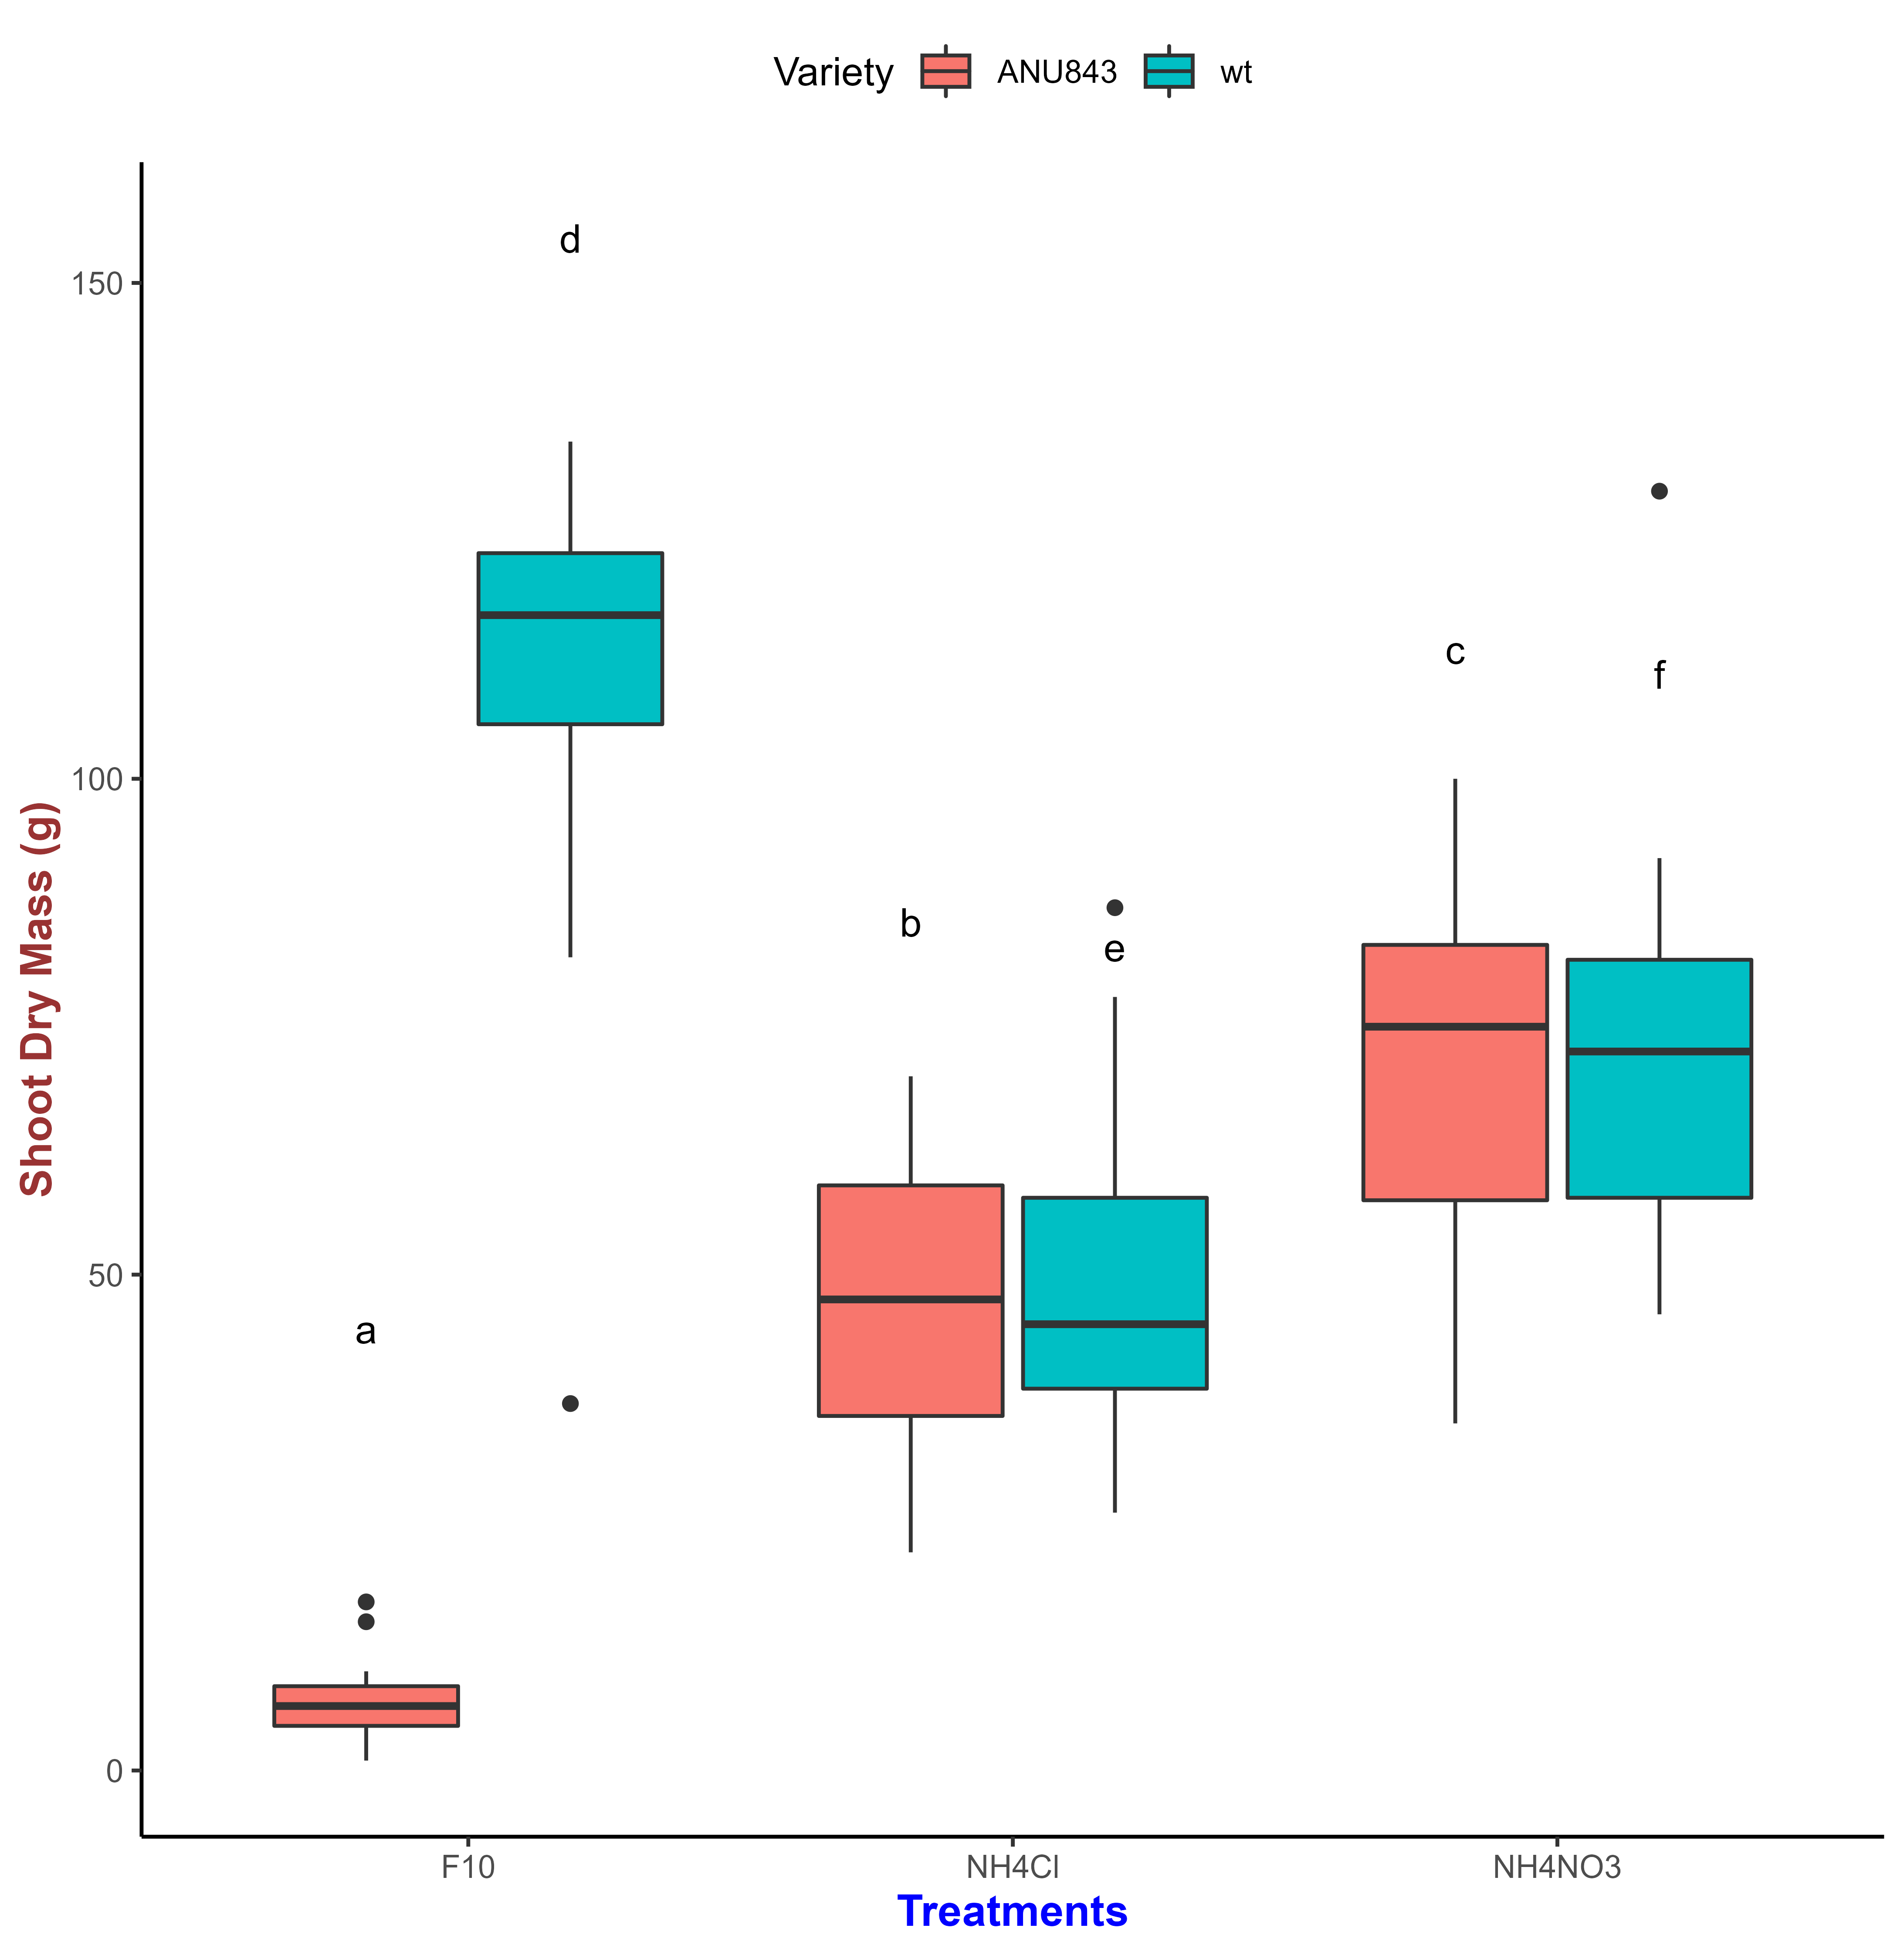 Variety ANU843 wt
d
150
c
f
100
b
e
Shoot Dry Mass (g)
a
50
0
F10 NH4Cl NH4NO3
Treatments